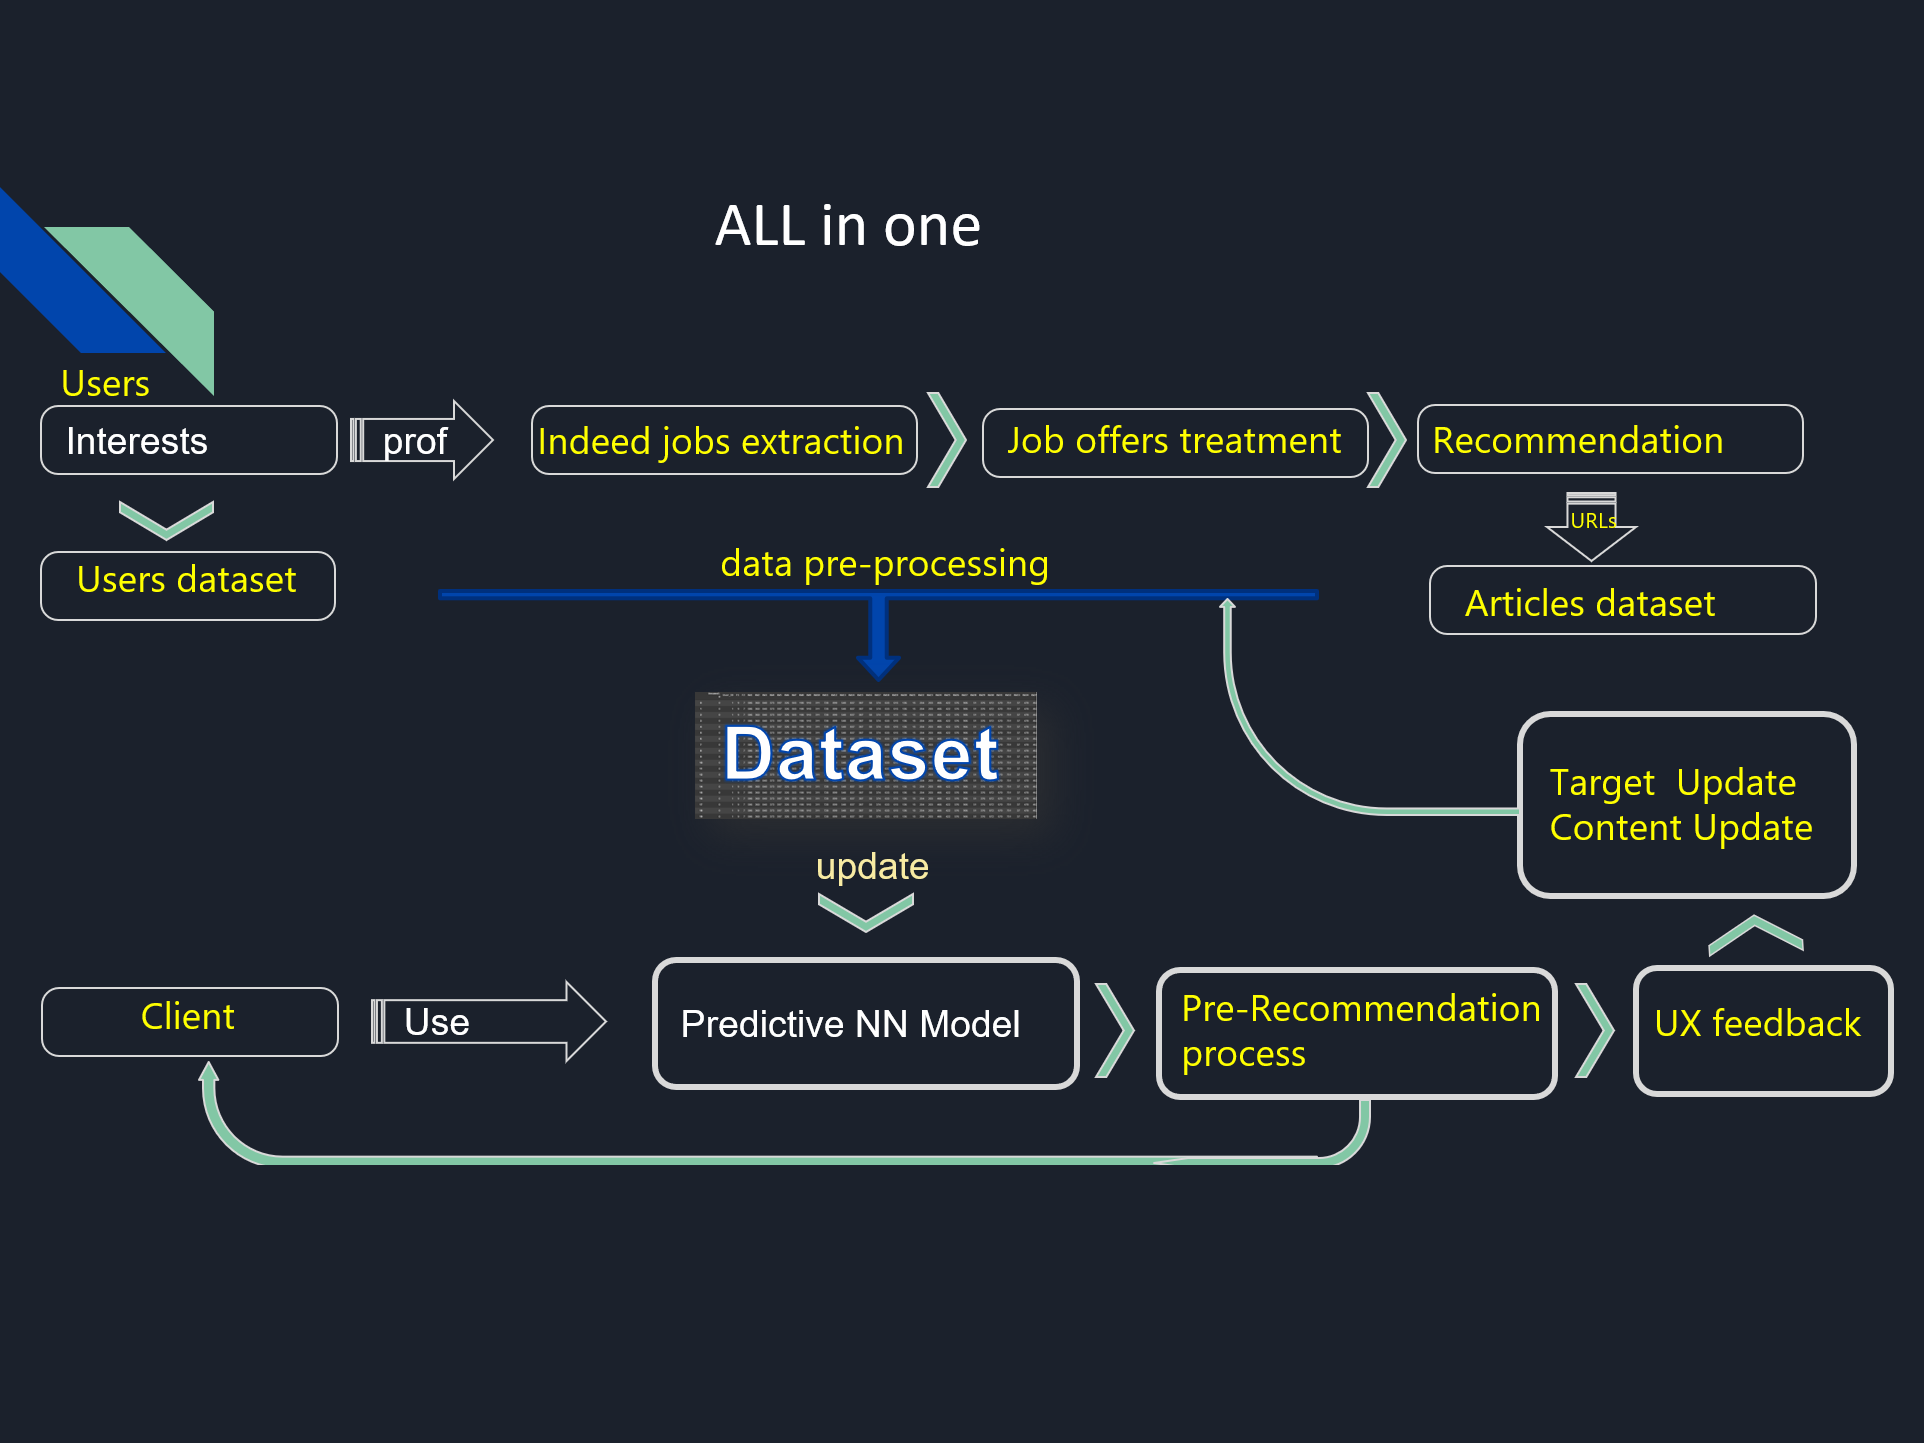 ALL in one
Users
Interests
prof
Indeed jobs extraction
Job offers treatment
Recommendation
URLs
Users dataset
data pre-processing
Articles dataset
Dataset
Target  Update
Content Update
update
Client
Use
Predictive NN Model
Pre-Recommendation
process
UX feedback